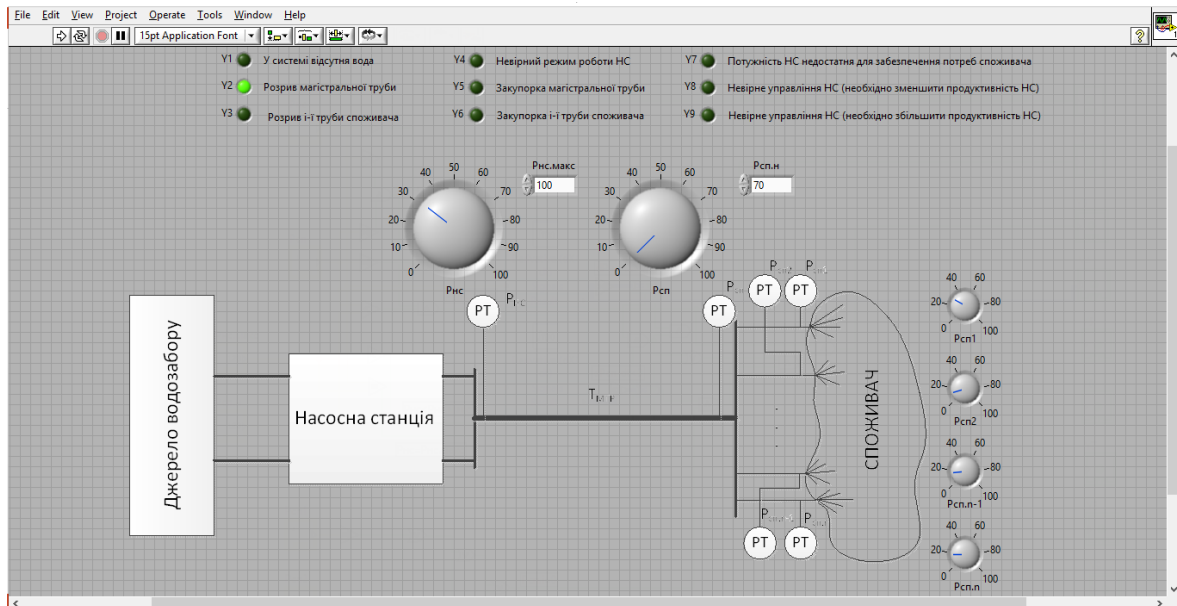 File Edit View Project Operate Tools Window Help
15pt Application Font
Y1 У системі відсутня вода
Y4 Невірний режим роботи НС
Y7 Потужність НС недостатня для забезпечення потреб споживача
Y2 Розрив магістральної труби
Y5 Закупорка магістральної труби
Y8 Невірне управління НС (необхідно зменшити продуктивність НС)
Y3 Розрив і-ї труби споживача
Y6 Закупорка і-ї труби споживача
Y9 Невірне управління НС (необхідно збільшити продуктивність НС)
Рнс.макс
100
Рсп.н
70
0 10 20 30 40 50 60 70 80 90 100
Рнс
0 10 20 30 40 50 60 70 80 90 100
Рсп
PT
PT
PT
PT
Джерело водозабору
Насосна станція
СПОЖИВАЧ
PT
PT
0 20 40 60 80 100
Рсп1
0 20 40 60 80 100
Рсп2
0 20 40 60 80 100
Рсп.n-1
0 20 40 60 80 100
Рсп.n